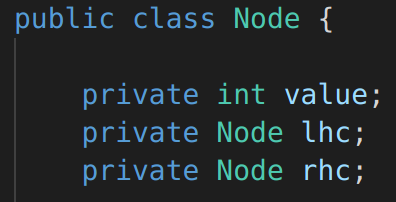 public class Node {
private int value;
private Node lhc;
private Node rhc;